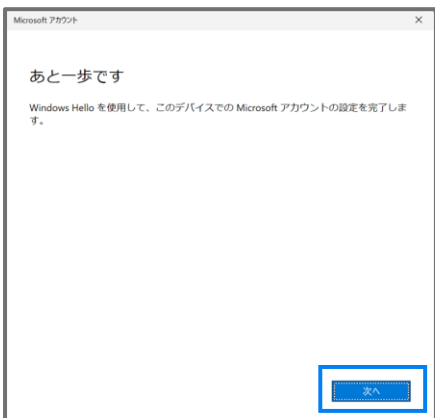 Microsoft アカウント
あと一歩です
Windows Hello を使用して、このデバイスでの Microsoft アカウントの設定を完了しま
す。
次へ